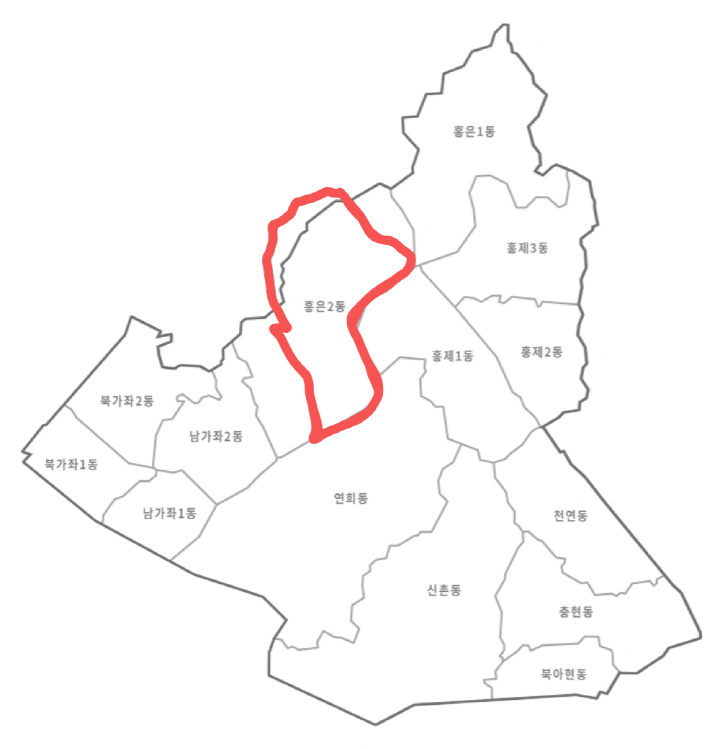 홍은1동
홍제3동
홍은2동
홍제1동
홍제2동
북가좌2동
남가좌2동
북가좌1동
남가좌1동
연희동
천연동
신촌동
충현동
북아현동